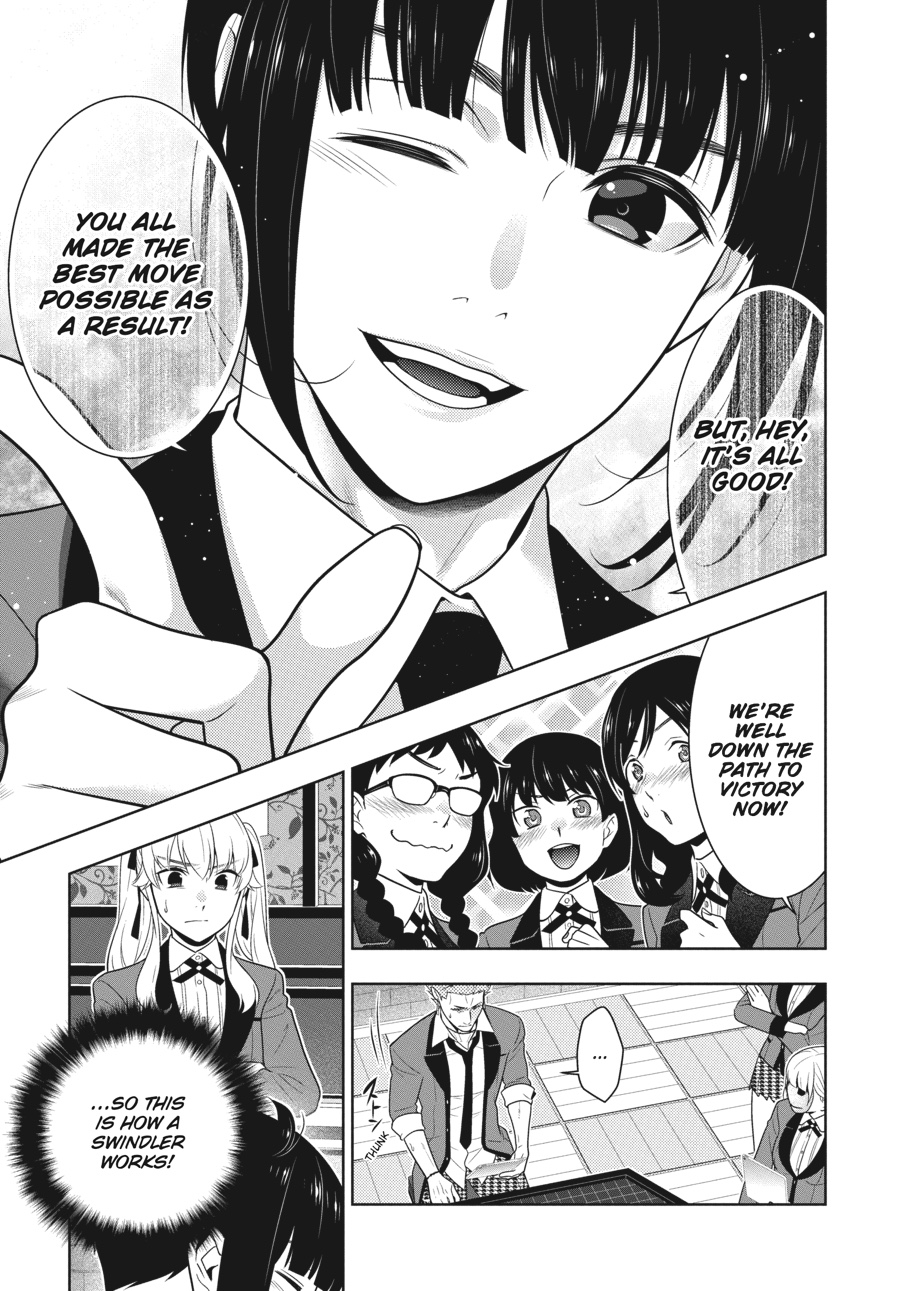 BUT, HEY,
IT'S ALL
GOOD!
YOU ALL
MADE THE
BEST MOVE
POSSIBLE AS
A RESULT!
WE'RE
WELL
DOWN THE
PATH TO
VICTORY
NOW!
...
THUNK
...SO THIS
IS HOW A
SWINDLER
WORKS!